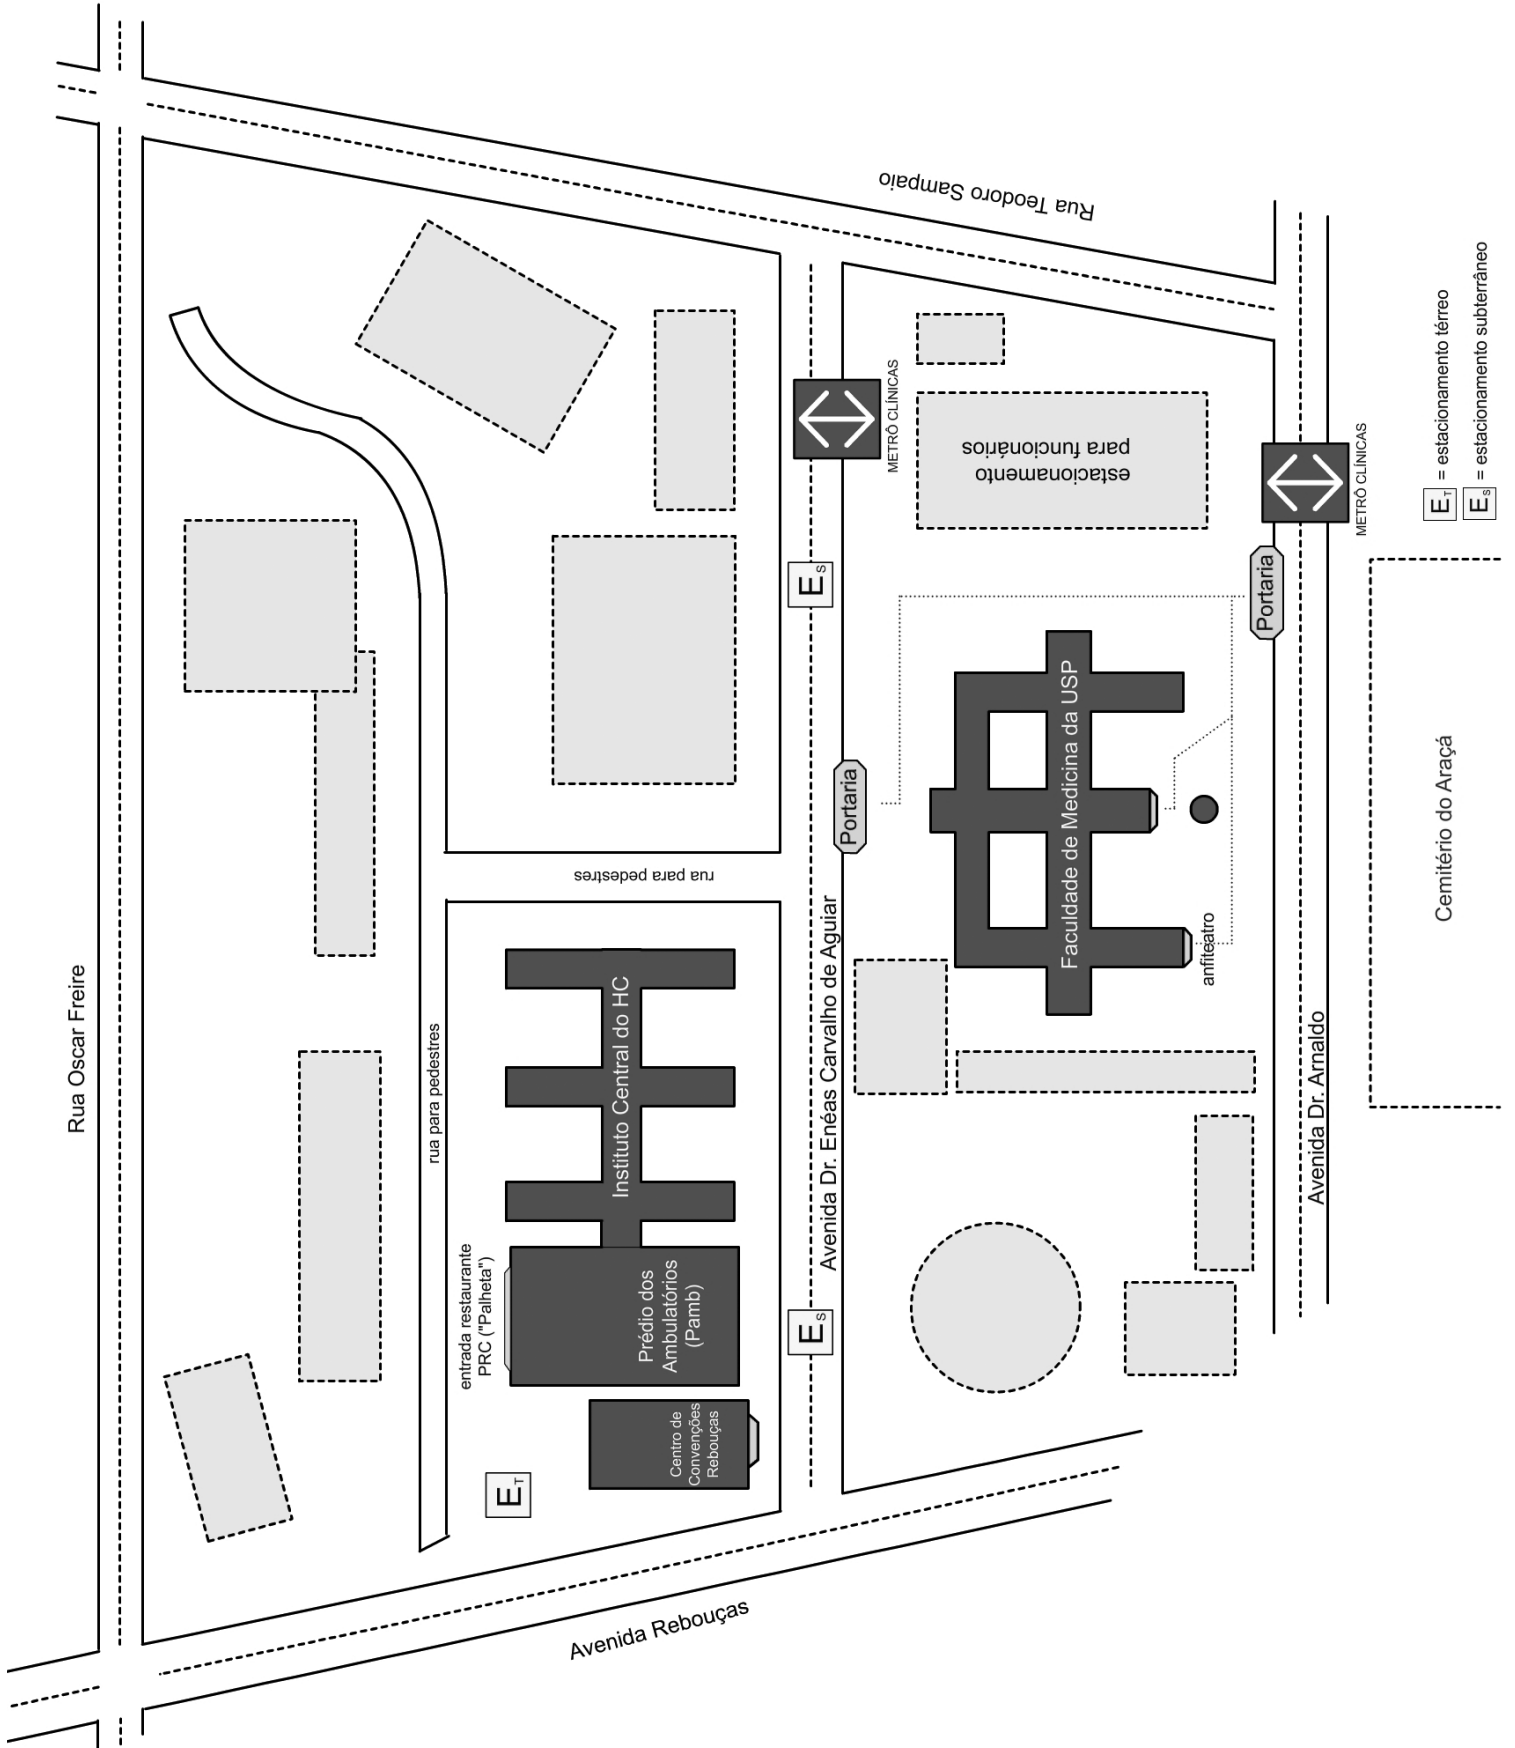 Rua Oscar Freire
Rua Teodoro Sampaio
rua para pedestres
rua para pedestres
entrada restaurante
PRC ("Palheta")
Instituto Central do HC
Prédio dos
Ambulatórios
(Pamb)
Centro de
Convenções
Rebouças
E T
E S
E S
Avenida Rebouças
Avenida Dr. Enéas Carvalho de Aguiar
METRÔ CLÍNICAS
Portaria
estacionamento
para funcionários
Faculdade de Medicina da USP
anfiteatro
Portaria
METRÔ CLÍNICAS
Avenida Dr. Arnaldo
Cemitério do Araçá
E T = estacionamento térreo
E S = estacionamento subterrâneo